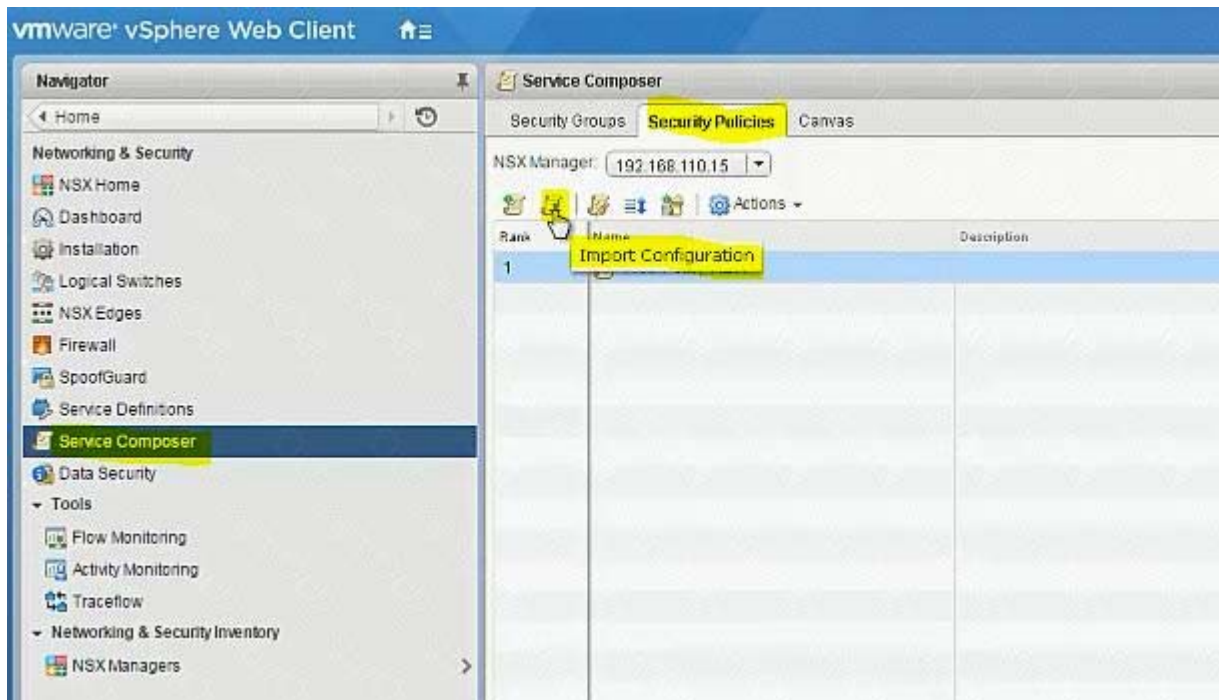 vmware® vSphere Web Client
Navigator
Home
Networking & Security
NSX Home
Dashboard
Installation
Logical Switches
NSX Edges
Firewall
SpoofGuard
Service Definitions
Service Composer
Data Security
Tools
Flow Monitoring
Activity Monitoring
Traceflow
Networking & Security Inventory
NSX Managers
Service Composer
Security Groups Security Policies Canvas
NSX Manager: 192.168.110.15
Actions
Rank Name Description
Import Configuration
1